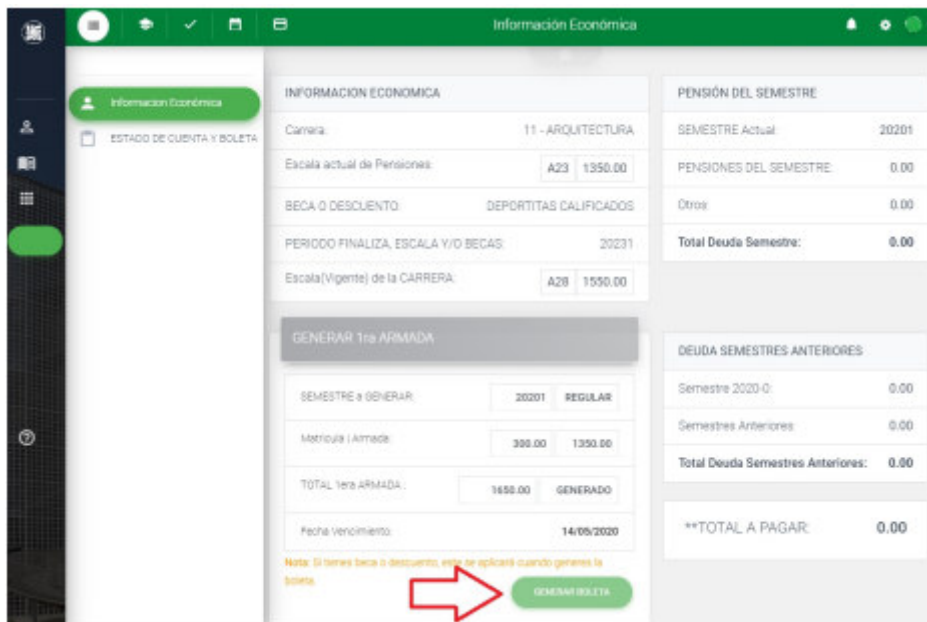 Información Económica
Informacion Económica
ESTADO DE CUENTA Y BOLETA
INFORMACION ECONOMICA
Carrera: 11 - ARQUITECTURA
Escala actual de Pensiones: A23 1350.00
BECA O DESCUENTO: DEPORTITAS CALIFICADOS
PERIODO FINALIZA, ESCALA Y/O BECAS: 20231
Escala(Vigente) de la CARRERA: A28 1550.00
GENERAR 1ra ARMADA
SEMESTRE a GENERAR: 20201 REGULAR
Matricula | Armada: 300.00 1350.00
TOTAL 1era ARMADA : 1650.00 GENERADO
Fecha Vencimiento: 14/05/2020
Nota: Si tienes beca o descuento, este se aplicará cuando generes la
boleta.
GENERAR BOLETA
PENSIÓN DEL SEMESTRE
SEMESTRE Actual: 20201
PENSIONES DEL SEMESTRE: 0.00
Otros: 0.00
Total Deuda Semestre: 0.00
DEUDA SEMESTRES ANTERIORES
Semestre 2020-0: 0.00
Semestres Anteriores: 0.00
Total Deuda Semestres Anteriores: 0.00
**TOTAL A PAGAR: 0.00